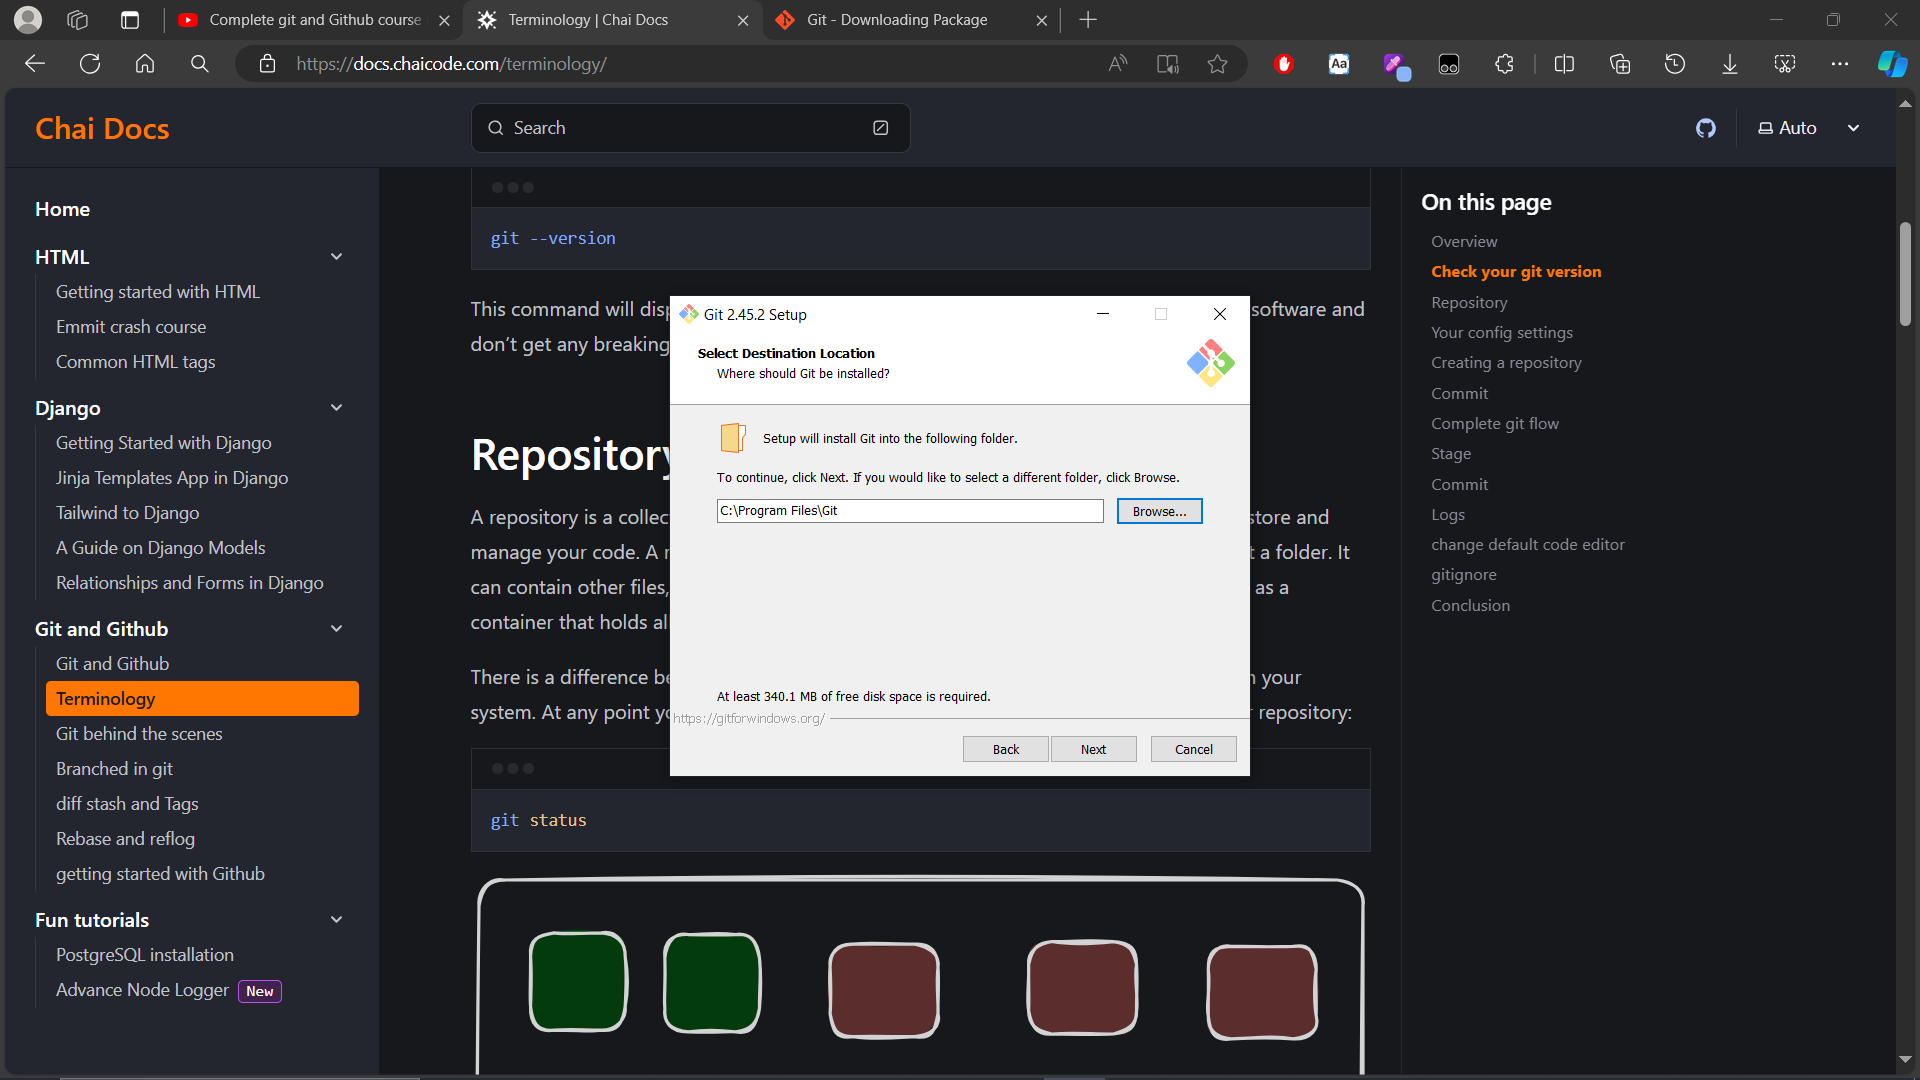 Complete git and Github course
Terminology | Chai Docs
Git - Downloading Package
https://docs.chaicode.com/terminology/
Chai Docs
Search
Auto
Home
HTML
Getting started with HTML
Emmit crash course
Common HTML tags
Django
Getting Started with Django
Jinja Templates App in Django
Tailwind to Django
A Guide on Django Models
Relationships and Forms in Django
Git and Github
Git and Github
Terminology
Git behind the scenes
Branched in git
diff stash and Tags
Rebase and reflog
getting started with Github
Fun tutorials
PostgreSQL installation
Advance Node Logger New
git --version
This command will software and
don't get any breaking
Repository
A repository is a store and
manage your code. A a folder. It
can contain other files, as a
container that holds
There is a difference your
system. At any point repository:
git status
Git 2.45.2 Setup
Select Destination Location
Where should Git be installed?
Setup will install Git into the following folder.
To continue, click Next. If you would like to select a different folder, click Browse.
C:\Program Files\Git
Browse...
At least 340.1 MB of free disk space is required.
https://gitforwindows.org/
Back
Next
Cancel
On this page
Overview
Check your git version
Repository
Your config settings
Creating a repository
Commit
Complete git flow
Stage
Commit
Logs
change default code editor
gitignore
Conclusion